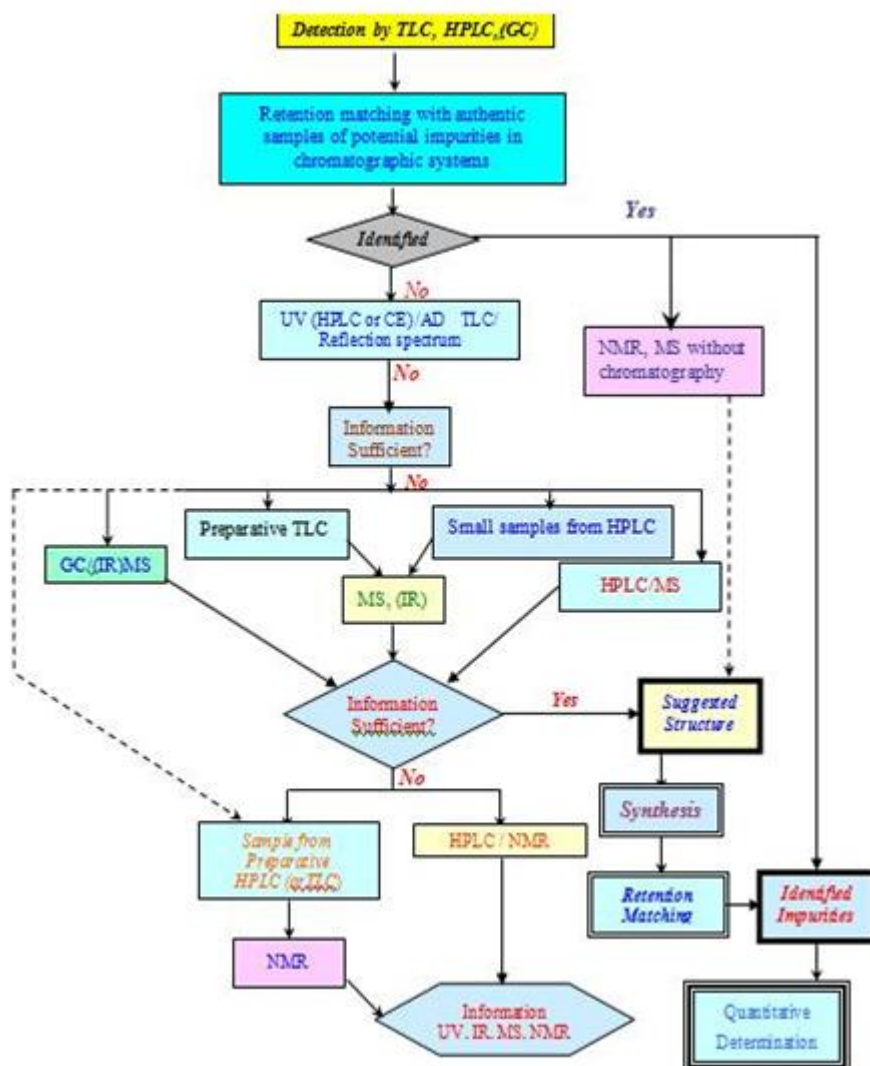 Detection by TLC, HPLC,(GC)
Retention matching with authentic
samples of potential impurities in
chromatographic systems
Yes
Identified
No
UV (HPLC or CE)/AD TLC/
Reflection spectrum
NMR, MS without
chromatography
No
Information
Sufficient?
No
Preparative TLC
Small samples from HPLC
GC/(IR)MS
MS, (IR)
HPLC/MS
Information
Sufficient?
Yes
Suggested
Structure
No
Synthesis
Sample from
Preparative
HPLC (or TLC)
HPLC / NMR
Retention
Matching
Identified
Impurities
NMR
Information
UV, IR, MS, NMR
Quantitative
Determination